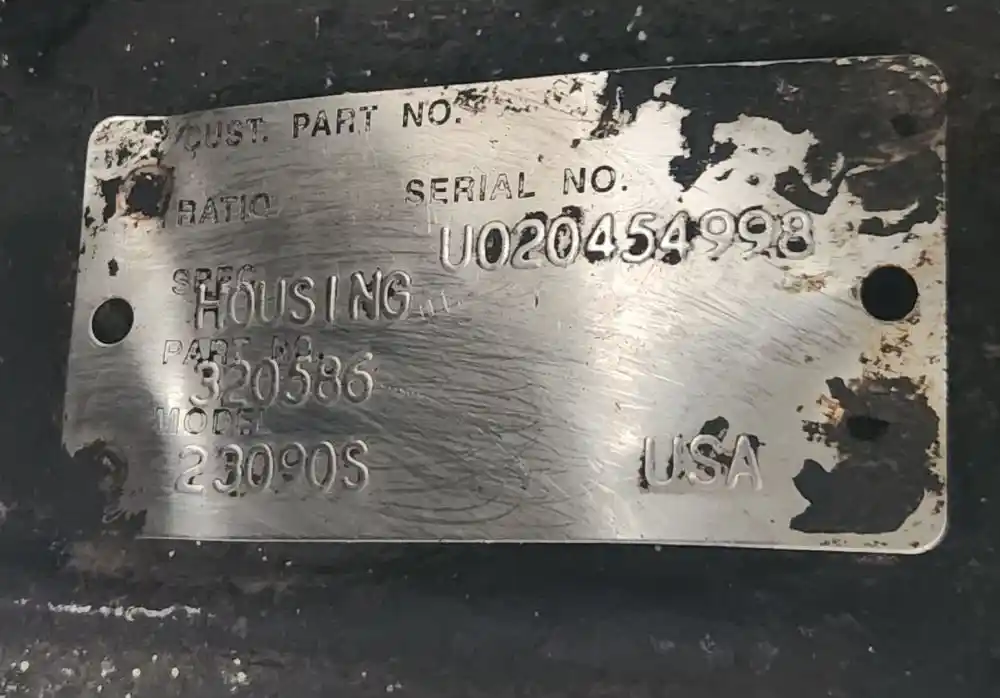 CUST. PART NO.
RATIO SERIAL NO.
U020454998
SPEC
HOUSING
PART NO.
320586
MODEL
23090S USA